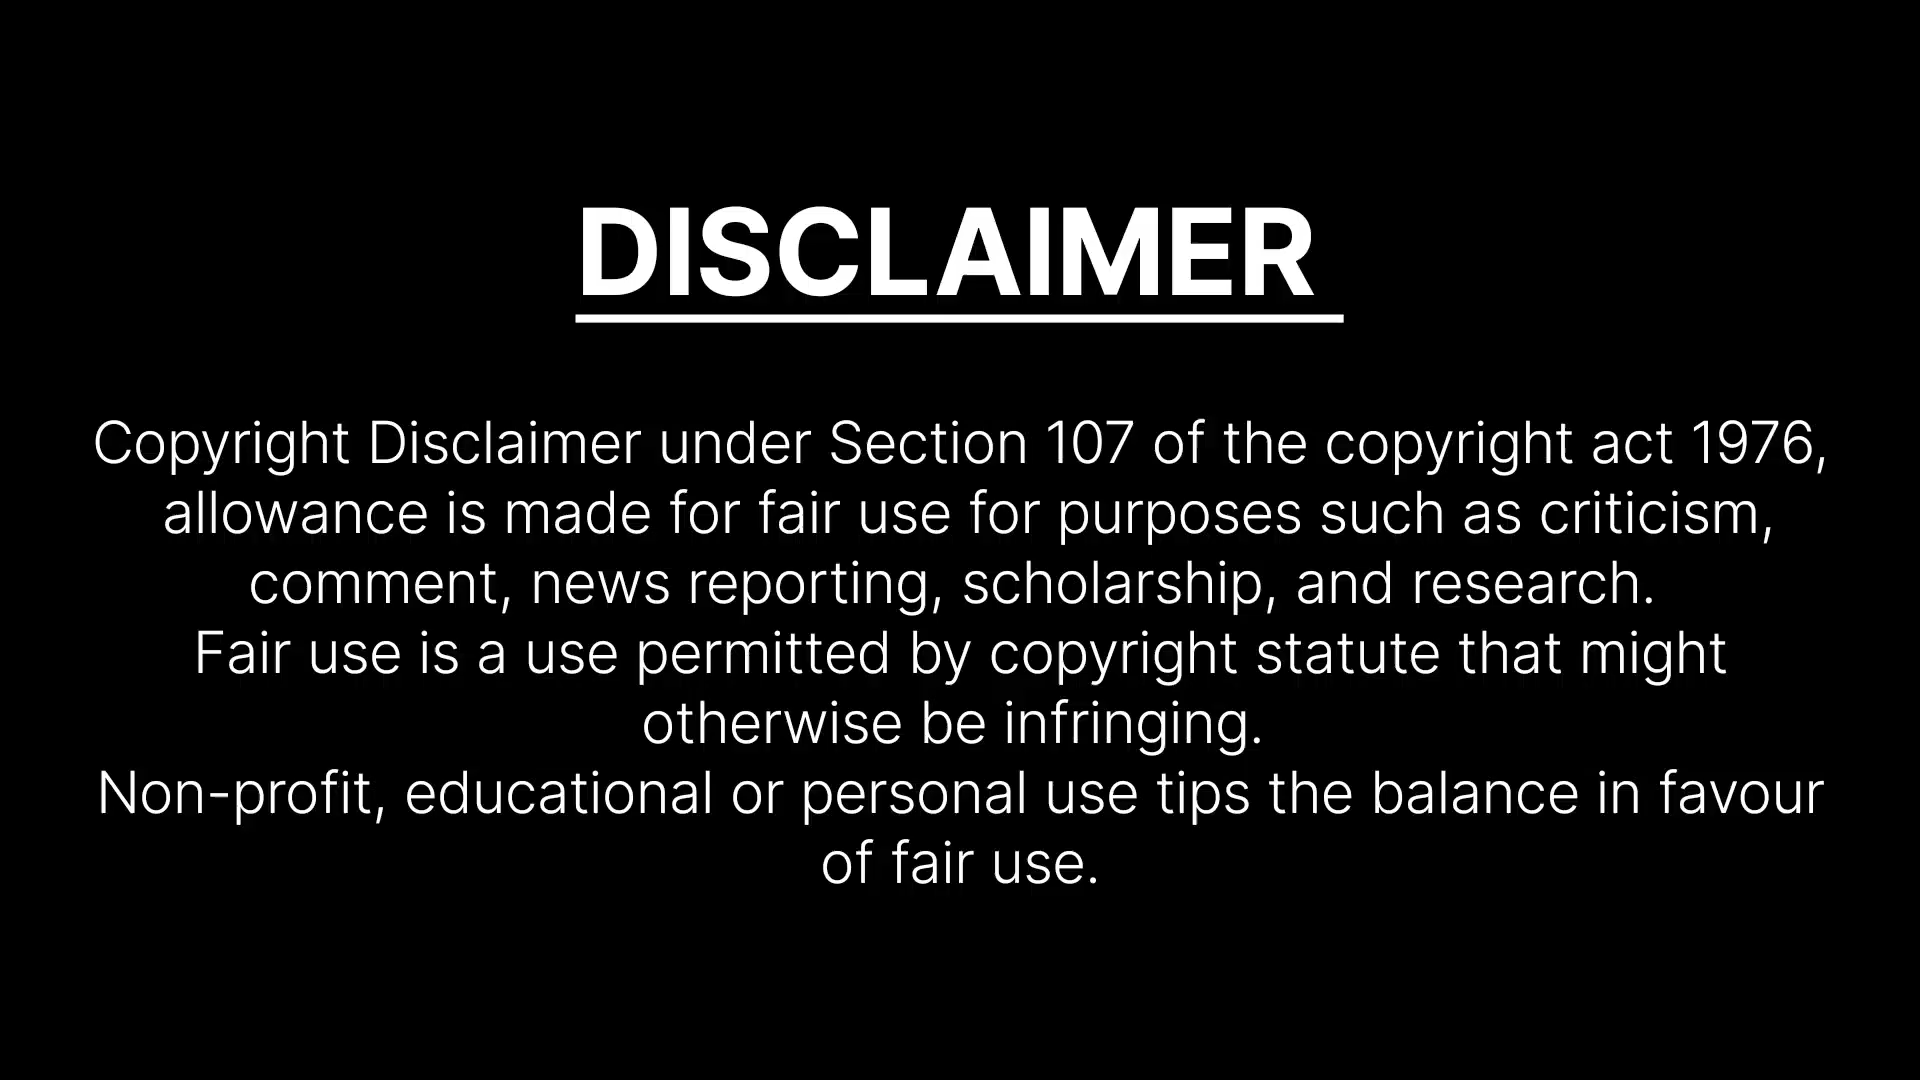 DISCLAIMER
Copyright Disclaimer under Section 107 of the copyright act 1976,
allowance is made for fair use for purposes such as criticism,
comment, news reporting, scholarship, and research.
Fair use is a use permitted by copyright statute that might
otherwise be infringing.
Non-profit, educational or personal use tips the balance in favour
of fair use.